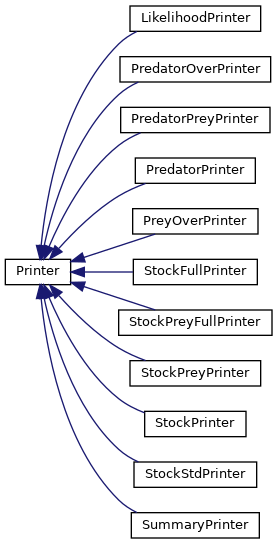 LikelihoodPrinter
PredatorOverPrinter
PredatorPreyPrinter
PredatorPrinter
PreyOverPrinter
Printer
StockFullPrinter
StockPreyFullPrinter
StockPreyPrinter
StockPrinter
StockStdPrinter
SummaryPrinter